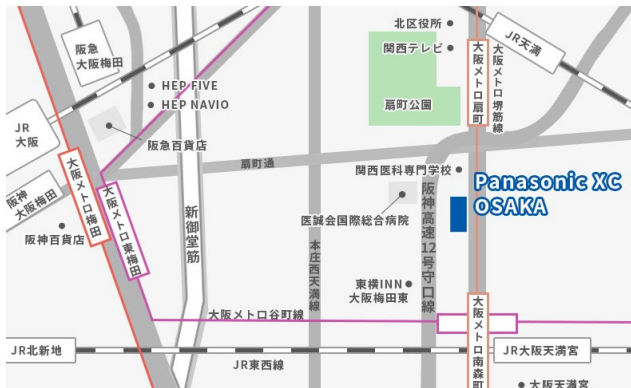 北区役所
関西テレビ
JR天満
阪急
大阪梅田
大阪メトロ扇町
大阪メトロ堺筋線
HEP FIVE
HEP NAVIO
扇町公園
JR
大阪
阪急百貨店
扇町通
関西医科専門学校
Panasonic XC
OSAKA
阪神
大阪梅田
大阪メトロ梅田
大阪メトロ東梅田
新御堂筋
医誠会国際総合病院
阪神高速12号守口線
阪神百貨店
本庄西天満線
東横INN
大阪梅田東
大阪メトロ谷町線
大阪メトロ南森町
JR北新地
JR東西線
JR大阪天満宮
大阪天満宮